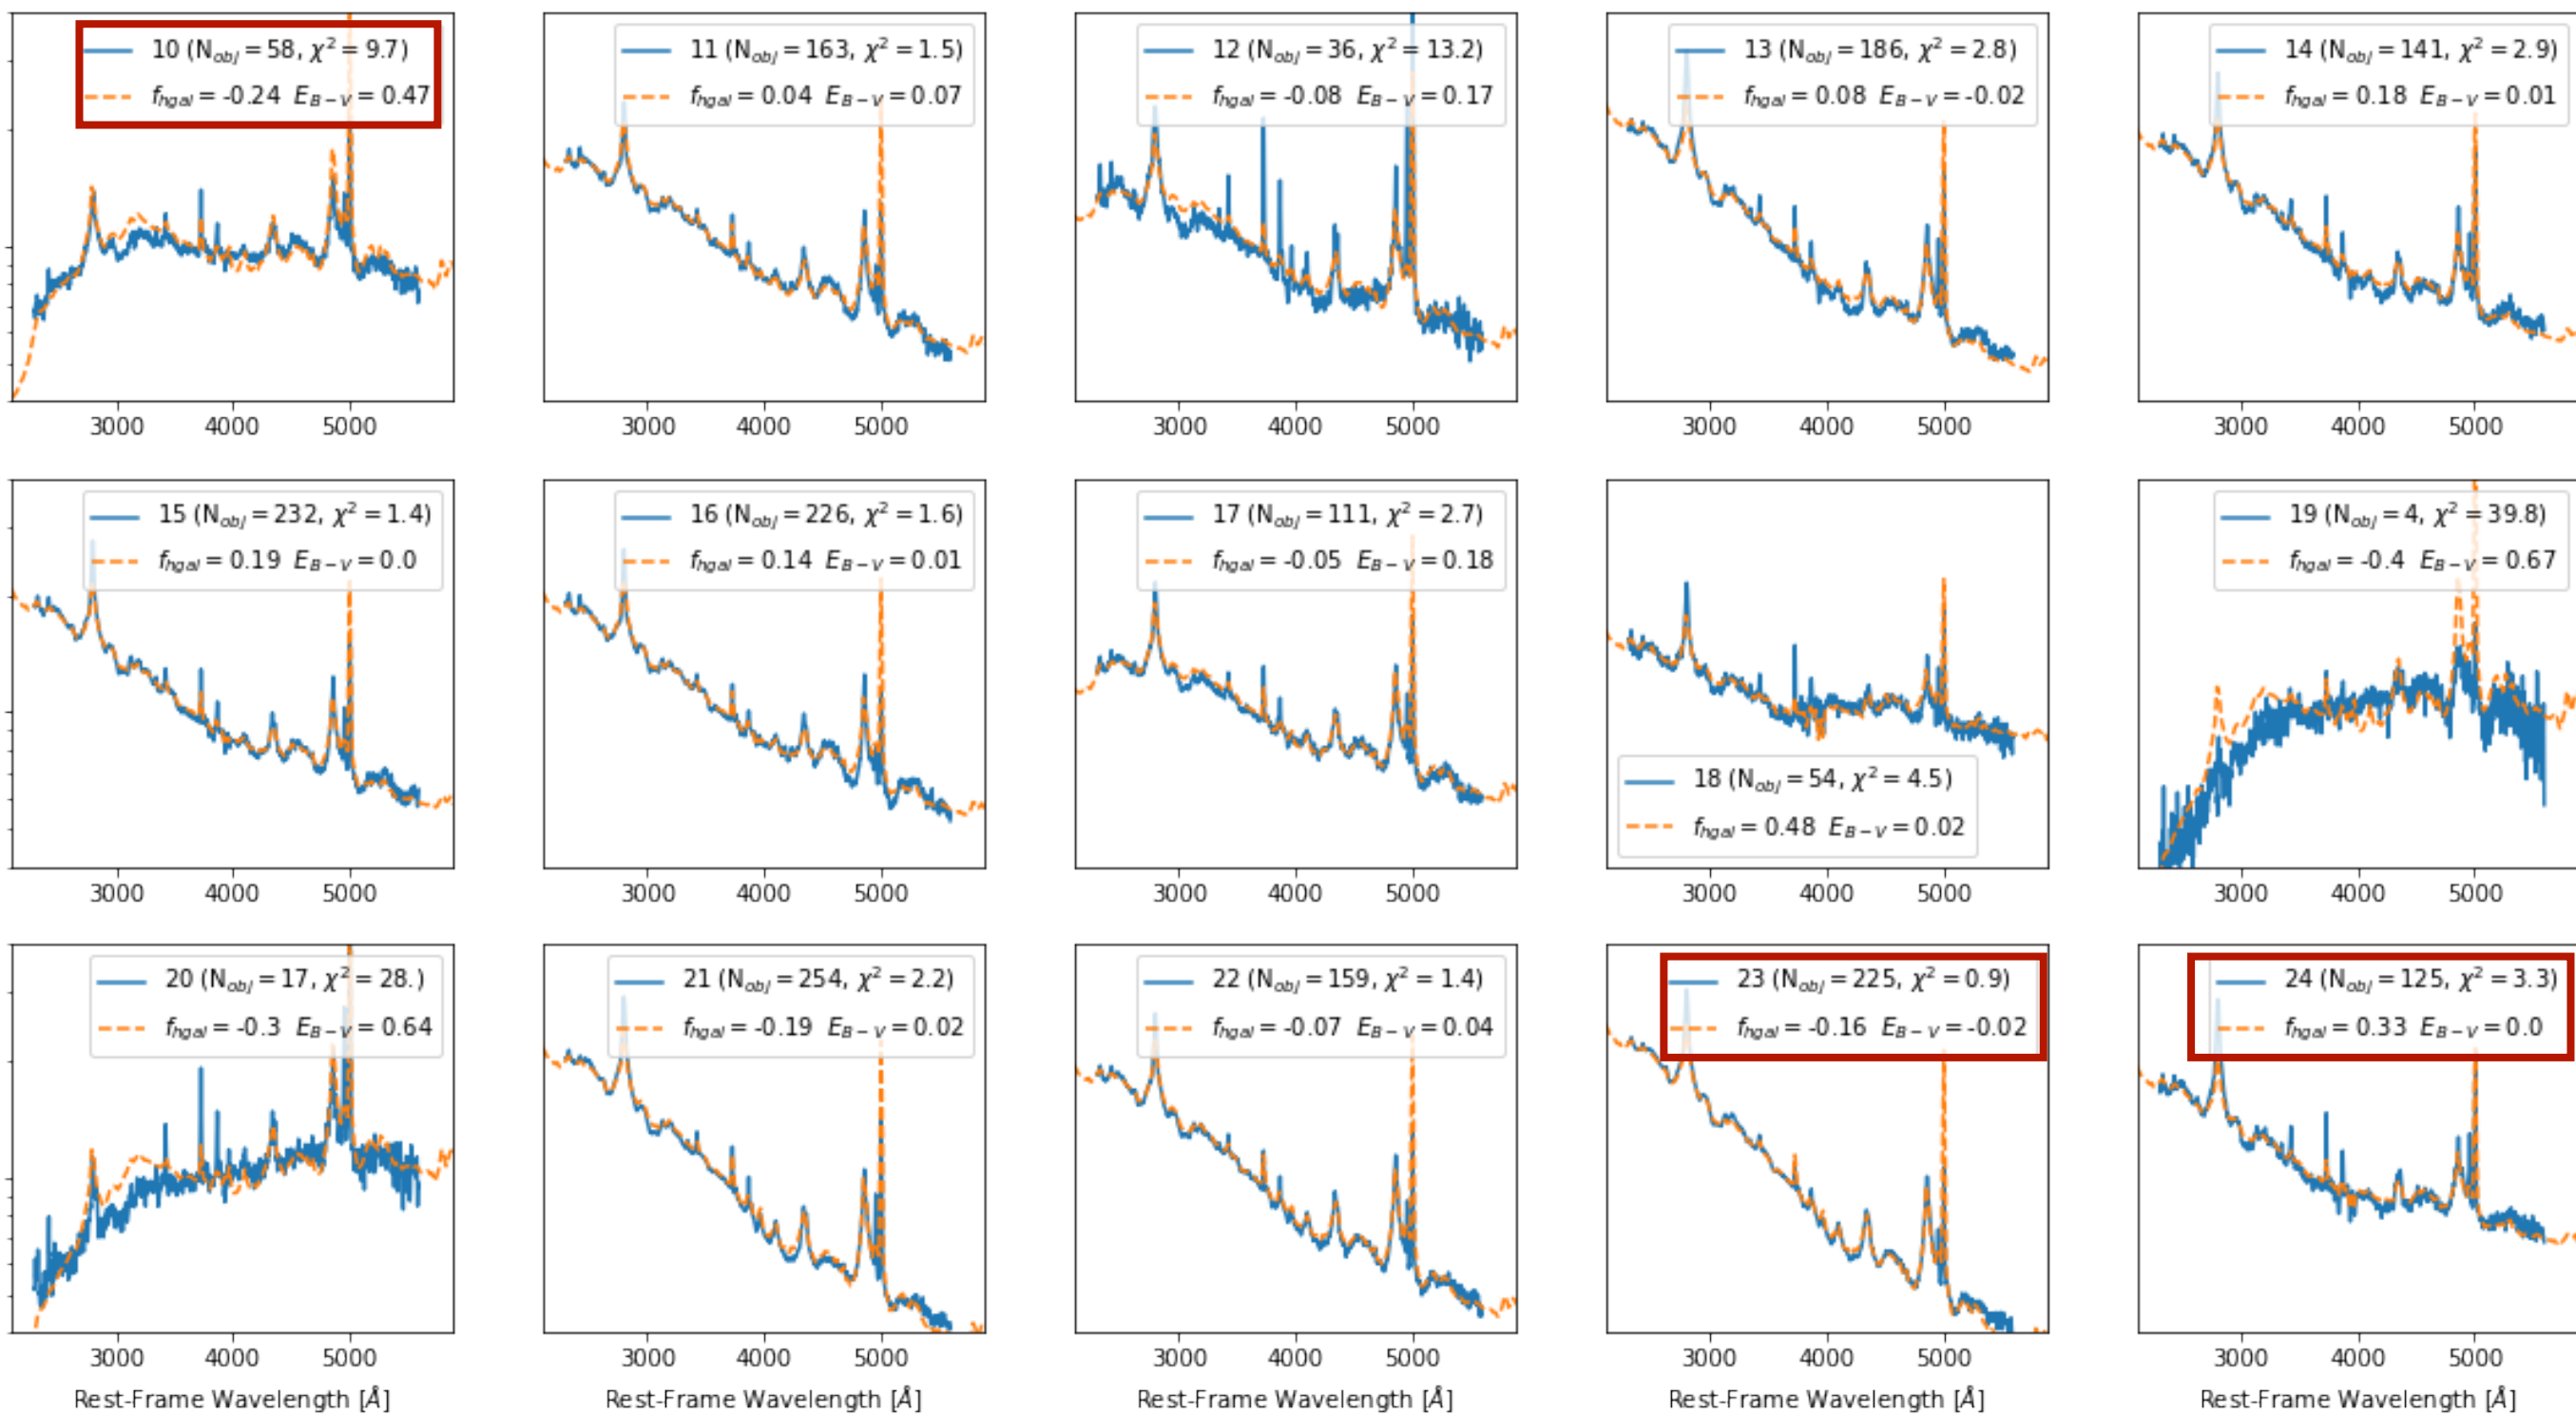 10 (N_obj = 58, χ² = 9.7)
f_hgal = -0.24 E_B−V = 0.47
11 (N_obj = 163, χ² = 1.5)
f_hgal = 0.04 E_B−V = 0.07
12 (N_obj = 36, χ² = 13.2)
f_hgal = -0.08 E_B−V = 0.17
13 (N_obj = 186, χ² = 2.8)
f_hgal = 0.08 E_B−V = -0.02
14 (N_obj = 141, χ² = 2.9)
f_hgal = 0.18 E_B−V = 0.01
3000 4000 5000
3000 4000 5000
3000 4000 5000
3000 4000 5000
3000 4000 5000
15 (N_obj = 232, χ² = 1.4)
f_hgal = 0.19 E_B−V = 0.0
16 (N_obj = 226, χ² = 1.6)
f_hgal = 0.14 E_B−V = 0.01
17 (N_obj = 111, χ² = 2.7)
f_hgal = -0.05 E_B−V = 0.18
18 (N_obj = 54, χ² = 4.5)
f_hgal = 0.48 E_B−V = 0.02
19 (N_obj = 4, χ² = 39.8)
f_hgal = -0.4 E_B−V = 0.67
3000 4000 5000
3000 4000 5000
3000 4000 5000
3000 4000 5000
3000 4000 5000
20 (N_obj = 17, χ² = 28.)
f_hgal = -0.3 E_B−V = 0.64
21 (N_obj = 254, χ² = 2.2)
f_hgal = -0.19 E_B−V = 0.02
22 (N_obj = 159, χ² = 1.4)
f_hgal = -0.07 E_B−V = 0.04
23 (N_obj = 225, χ² = 0.9)
f_hgal = -0.16 E_B−V = -0.02
24 (N_obj = 125, χ² = 3.3)
f_hgal = 0.33 E_B−V = 0.0
3000 4000 5000
3000 4000 5000
3000 4000 5000
3000 4000 5000
3000 4000 5000
Rest-Frame Wavelength [Å]
Rest-Frame Wavelength [Å]
Rest-Frame Wavelength [Å]
Rest-Frame Wavelength [Å]
Rest-Frame Wavelength [Å]